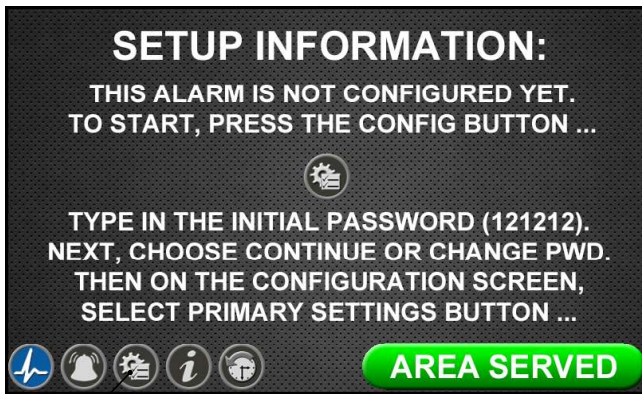 SETUP INFORMATION:
THIS ALARM IS NOT CONFIGURED YET.
TO START, PRESS THE CONFIG BUTTON ...
TYPE IN THE INITIAL PASSWORD (121212).
NEXT, CHOOSE CONTINUE OR CHANGE PWD.
THEN ON THE CONFIGURATION SCREEN,
SELECT PRIMARY SETTINGS BUTTON ...
i
AREA SERVED